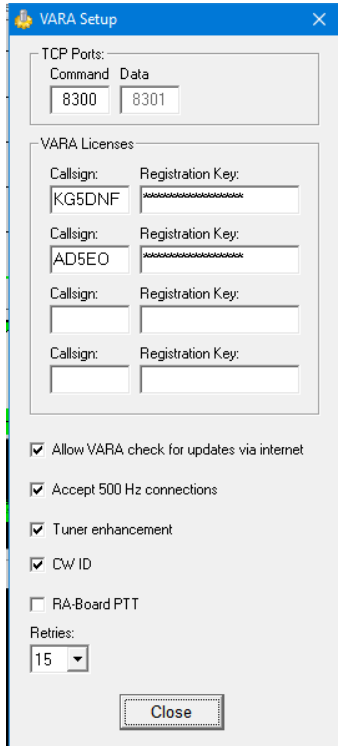 VARA Setup
TCP Ports:
Command Data
8300 8301
VARA Licenses
Callsign: Registration Key:
KG5DNF ******************
Callsign: Registration Key:
AD5EO ******************
Callsign: Registration Key:
Callsign: Registration Key:
Allow VARA check for updates via internet
Accept 500 Hz connections
Tuner enhancement
CW ID
RA-Board PTT
Retries:
15
Close